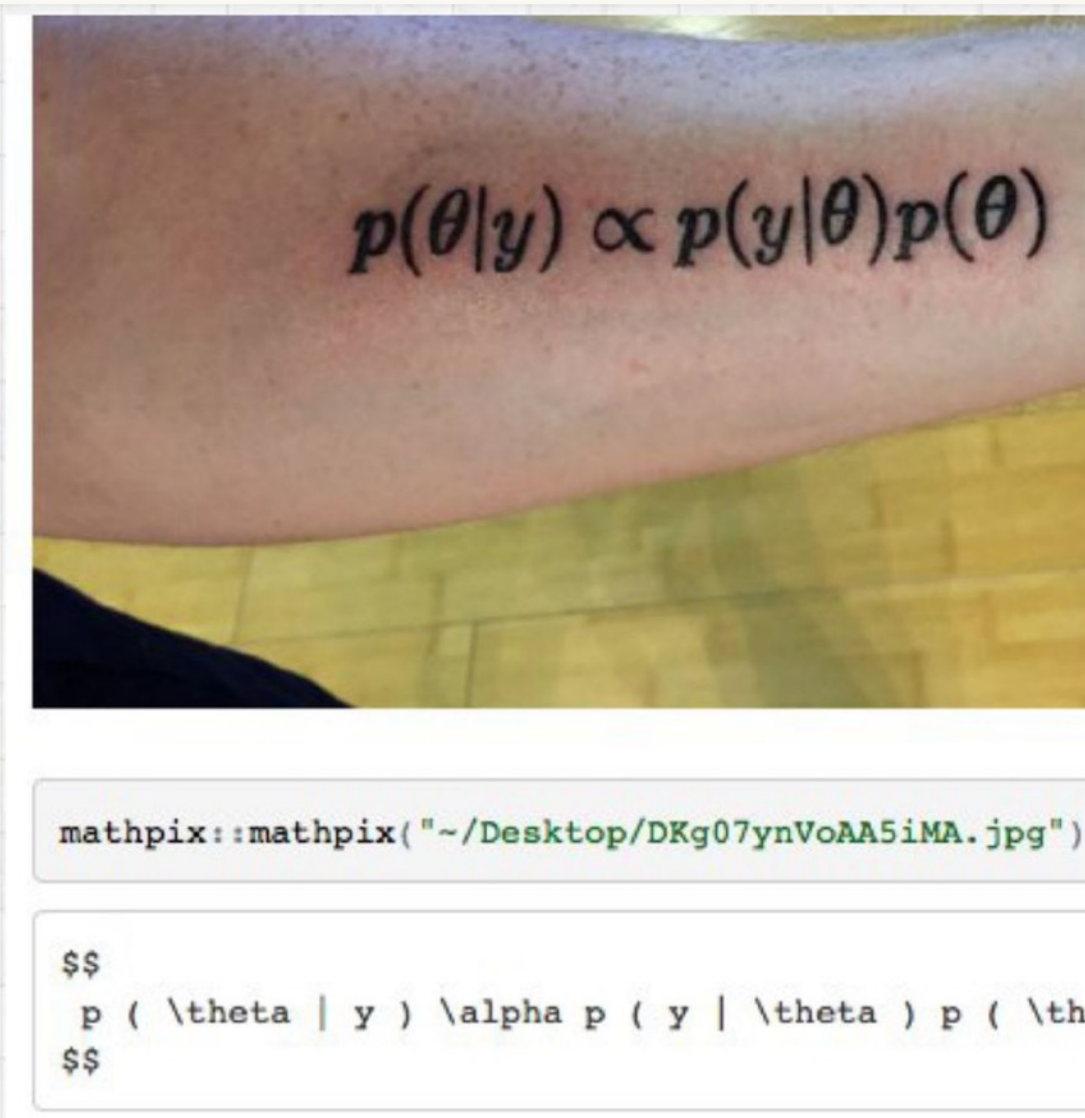 p(θ|y) ∝ p(y|θ)p(θ)
mathpix::mathpix("~/Desktop/DKg07ynVoAA5iMA.jpg")
$$
p ( \theta | y ) \alpha p ( y | \theta ) p ( \th
$$